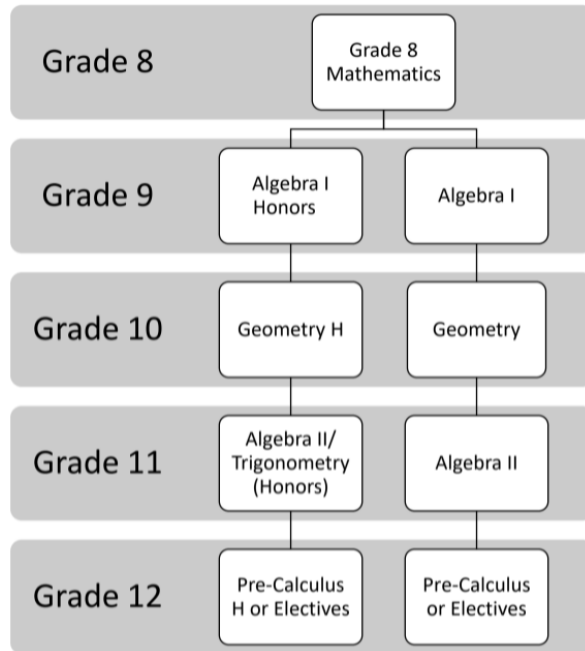 Grade 8
Grade 8
Mathematics
Grade 9
Algebra I
Honors
Algebra I
Grade 10
Geometry H
Geometry
Grade 11
Algebra II/
Trigonometry
(Honors)
Algebra II
Grade 12
Pre-Calculus
H or Electives
Pre-Calculus
or Electives